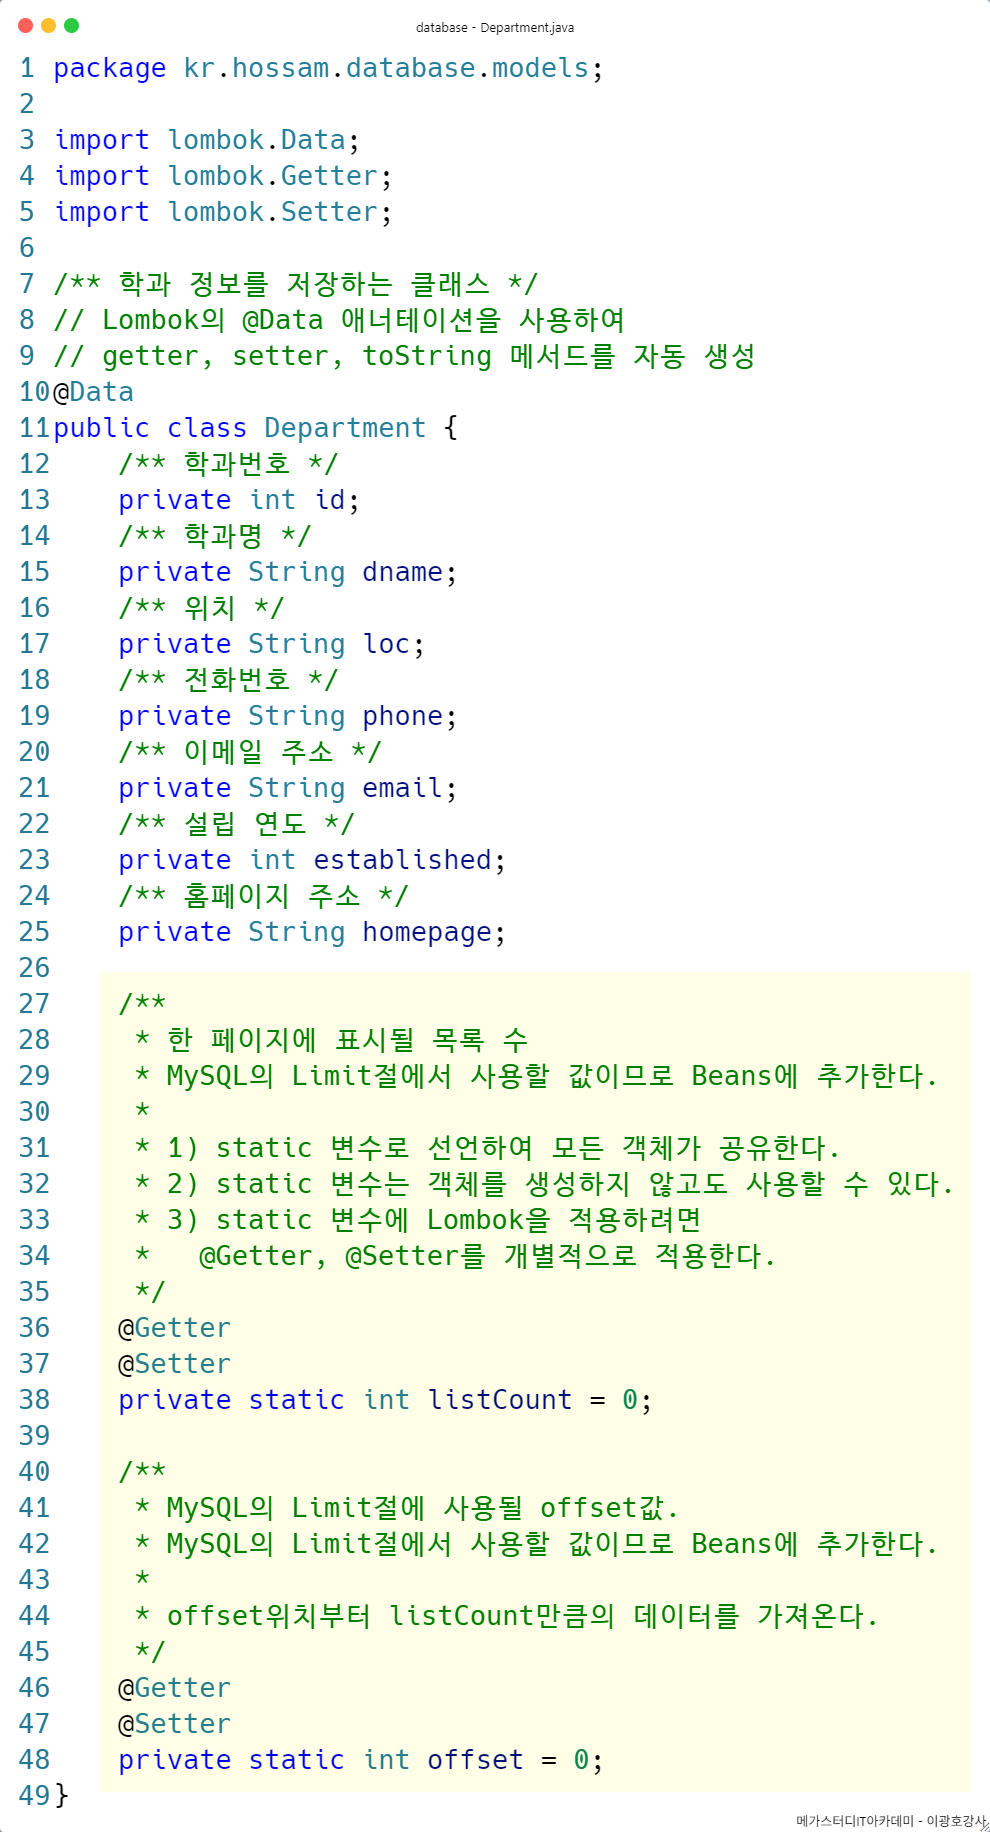 database - Department.java
1 package kr.hossam.database.models;
2
3 import lombok.Data;
4 import lombok.Getter;
5 import lombok.Setter;
6
7 /** 학과 정보를 저장하는 클래스 */
8 // Lombok의 @Data 애너테이션을 사용하여
9 // getter, setter, toString 메서드를 자동 생성
10 @Data
11 public class Department {
12     /** 학과번호 */
13     private int id;
14     /** 학과명 */
15     private String dname;
16     /** 위치 */
17     private String loc;
18     /** 전화번호 */
19     private String phone;
20     /** 이메일 주소 */
21     private String email;
22     /** 설립 연도 */
23     private int established;
24     /** 홈페이지 주소 */
25     private String homepage;
26
27     /**
28      * 한 페이지에 표시될 목록 수
29      * MySQL의 Limit절에서 사용할 값이므로 Beans에 추가한다.
30      *
31      * 1) static 변수로 선언하여 모든 객체가 공유한다.
32      * 2) static 변수는 객체를 생성하지 않고도 사용할 수 있다.
33      * 3) static 변수에 Lombok을 적용하려면
34      *   @Getter, @Setter를 개별적으로 적용한다.
35      */
36     @Getter
37     @Setter
38     private static int listCount = 0;
39
40     /**
41      * MySQL의 Limit절에 사용될 offset값.
42      * MySQL의 Limit절에서 사용할 값이므로 Beans에 추가한다.
43      *
44      * offset위치부터 listCount만큼의 데이터를 가져온다.
45      */
46     @Getter
47     @Setter
48     private static int offset = 0;
49 }
메가스터디IT아카데미 - 이광호강사